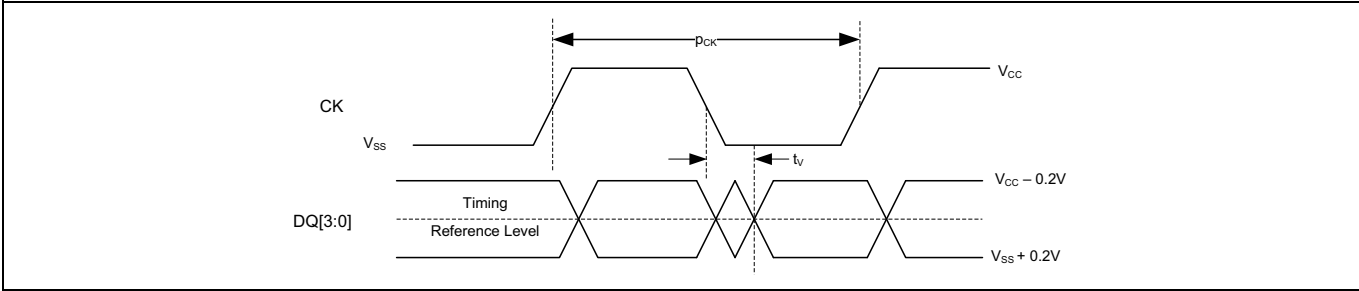 pCK
VCC
CK
VSS
tV
VCC – 0.2V
Timing
DQ[3:0]
Reference Level
VSS + 0.2V